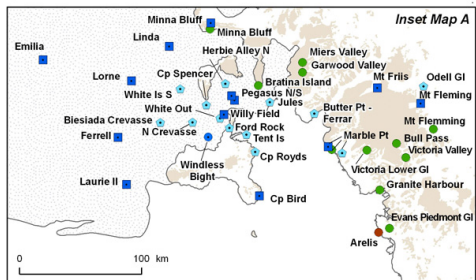 Inset Map A
Minna Bluff
Minna Bluff
Linda
Emilia
Herbie Alley N
Miers Valley
Garwood Valley
Cp Spencer
Bratina Island
Lorne
Pegasus N/S
Mt Friis
Odell Gl
Mt Fleming
White Is S
Jules
White Out
Willy Field
Butter Pt -
Ferrar
Biesiada Crevasse
Ford Rock
Mt Flemming
N Crevasse
Tent Is
Marble Pt
Bull Pass
Ferrell
Cp Royds
Victoria Valley
Windless
Bight
Victoria Lower Gl
Laurie II
Granite Harbour
Cp Bird
Evans Piedmont Gl
Arelis
0
100
km